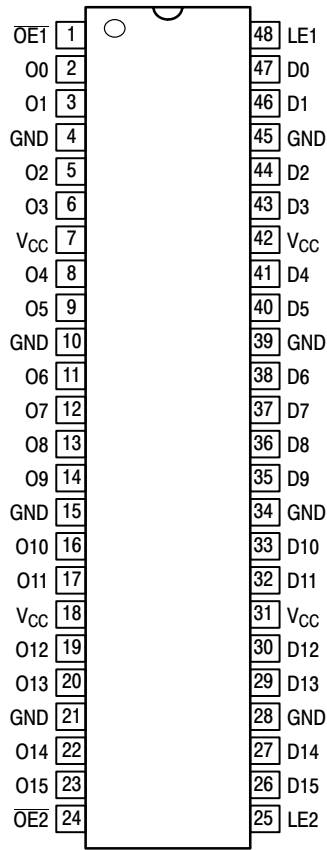 O̅E̅1̅ 1 48 LE1
O0 2 47 D0
O1 3 46 D1
GND 4 45 GND
O2 5 44 D2
O3 6 43 D3
VCC 7 42 VCC
O4 8 41 D4
O5 9 40 D5
GND 10 39 GND
O6 11 38 D6
O7 12 37 D7
O8 13 36 D8
O9 14 35 D9
GND 15 34 GND
O10 16 33 D10
O11 17 32 D11
VCC 18 31 VCC
O12 19 30 D12
O13 20 29 D13
GND 21 28 GND
O14 22 27 D14
O15 23 26 D15
O̅E̅2̅ 24 25 LE2